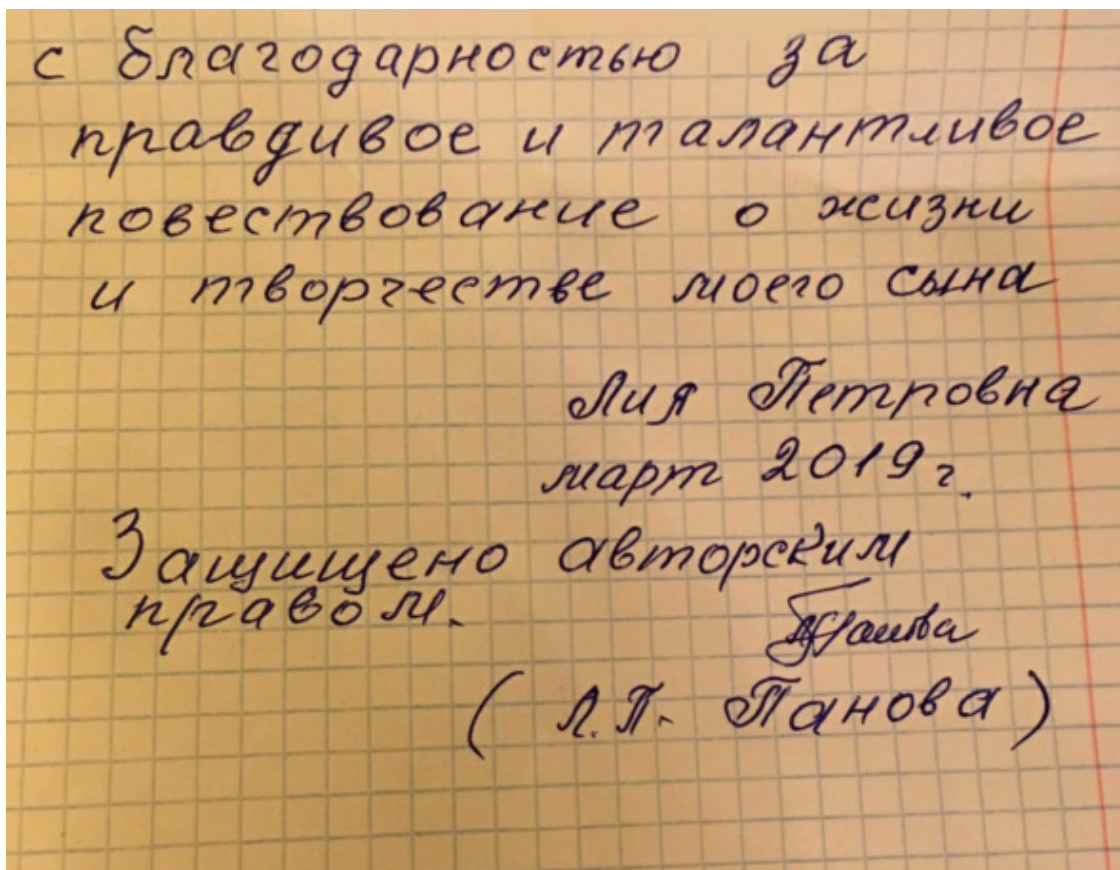 с благодарностью за
правдивое и талантливое
повествование о жизни
и творчестве моего сына
Лия Петровна
март 2019 г.
Защищено авторским
правом.
( Л.П. Панова )